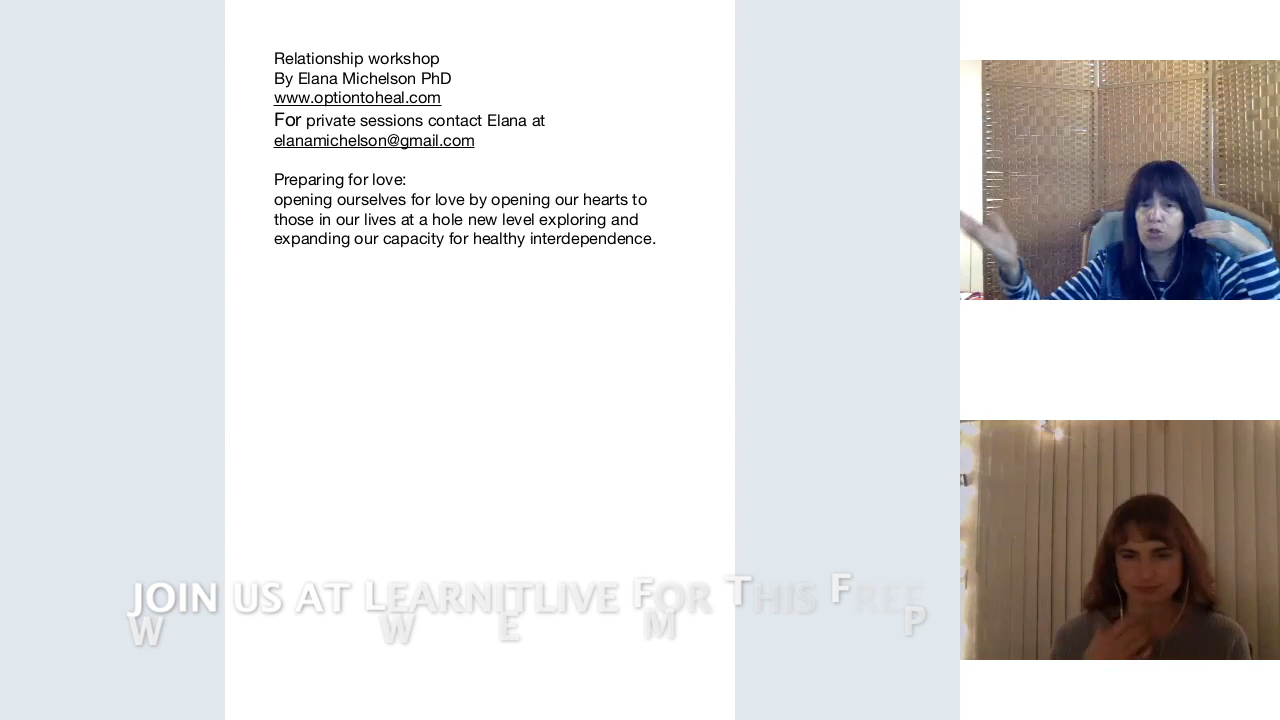 Relationship workshop
By Elana Michelson PhD
www.optiontoheal.com
For private sessions contact Elana at
elanamichelson@gmail.com
Preparing for love:
opening ourselves for love by opening our hearts to
those in our lives at a hole new level exploring and
expanding our capacity for healthy interdependence.
JOIN US AT LEARNITLIVE FOR THIS FREE
W W E M P